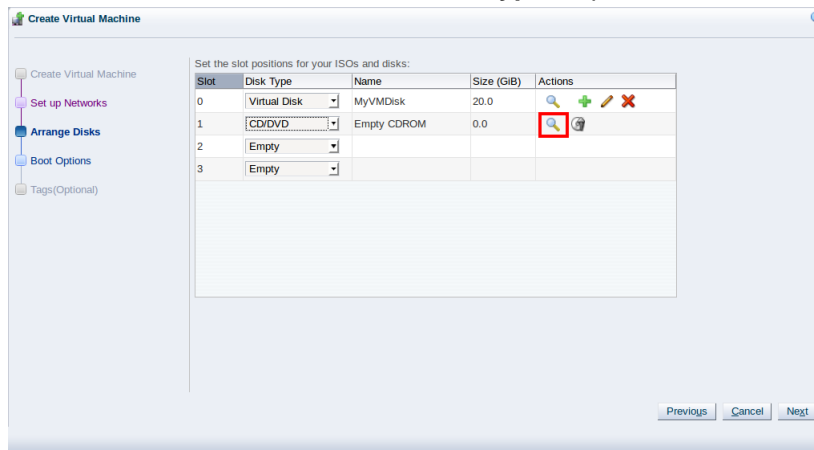 Create Virtual Machine
Create Virtual Machine
Set up Networks
Arrange Disks
Boot Options
Tags(Optional)
Set the slot positions for your ISOs and disks:
Slot Disk Type Name Size (GiB) Actions
0 Virtual Disk MyVMDisk 20.0
1 CD/DVD Empty CDROM 0.0
2 Empty
3 Empty
Previous Cancel Next